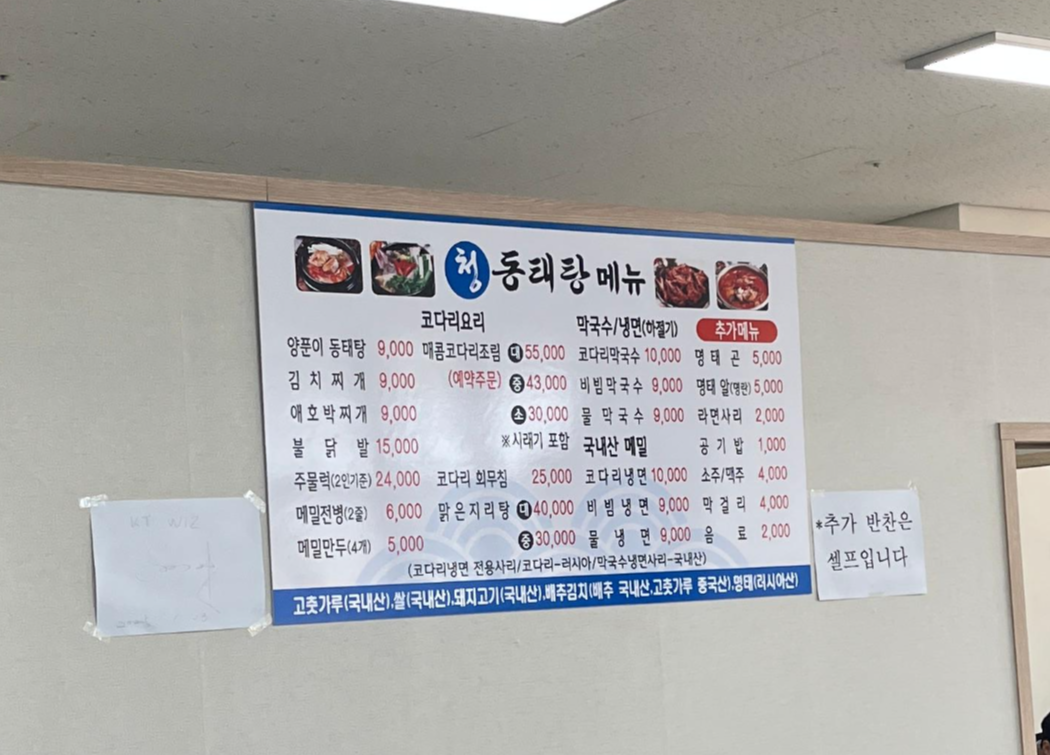 청 동태탕 메뉴
양푼이 동태탕 9,000
김치찌개 9,000
애호박찌개 9,000
불닭발 15,000
주물럭(2인기준) 24,000
메밀전병(2줄) 6,000
메밀만두(4개) 5,000
코다리요리
매콤코다리조림 대 55,000
(예약주문) 중 43,000
소 30,000
※시래기 포함
코다리 회무침 25,000
맑은지리탕 대 40,000
중 30,000
막국수/냉면(하절기)
코다리막국수 10,000
비빔막국수 9,000
물막국수 9,000
국내산 메밀
코다리냉면 10,000
비빔냉면 9,000
물냉면 9,000
추가메뉴
명태곤 5,000
명태알(명란) 5,000
라면사리 2,000
공기밥 1,000
소주/맥주 4,000
막걸리 4,000
음료 2,000
(코다리냉면 전용사리/코다리-러시아/막국수냉면사리-국내산)
고춧가루(국내산),쌀(국내산),돼지고기(국내산),배추김치(배추 국내산,고춧가루 중국산),명태(러시아산)
*추가 반찬은
셀프입니다